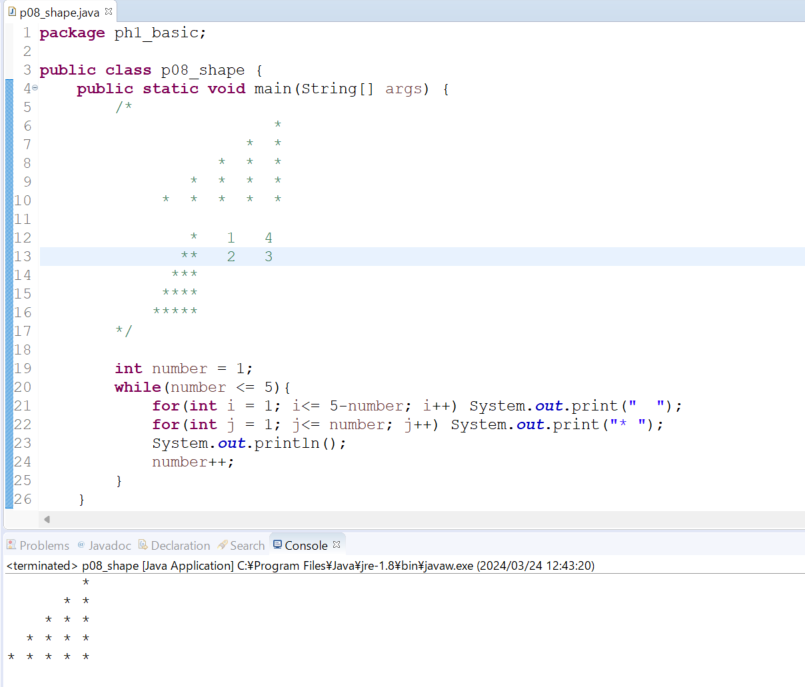 p08_shape.java
1 package ph1_basic;
2
3 public class p08_shape {
4 public static void main(String[] args) {
5 /*
6 *
7 * *
8 * * *
9 * * * *
10 * * * * *
11
12 * 1 4
13 ** 2 3
14 ***
15 ****
16 *****
17 */
18
19 int number = 1;
20 while(number <= 5){
21 for(int i = 1; i<= 5-number; i++) System.out.print("  ");
22 for(int j = 1; j<= number; j++) System.out.print("* ");
23 System.out.println();
24 number++;
25 }
26 }
Problems @ Javadoc Declaration Search Console
<terminated> p08_shape [Java Application] C:¥Program Files¥Java¥jre-1.8¥bin¥javaw.exe (2024/03/24 12:43:20)
*
* *
* * *
* * * *
* * * * *